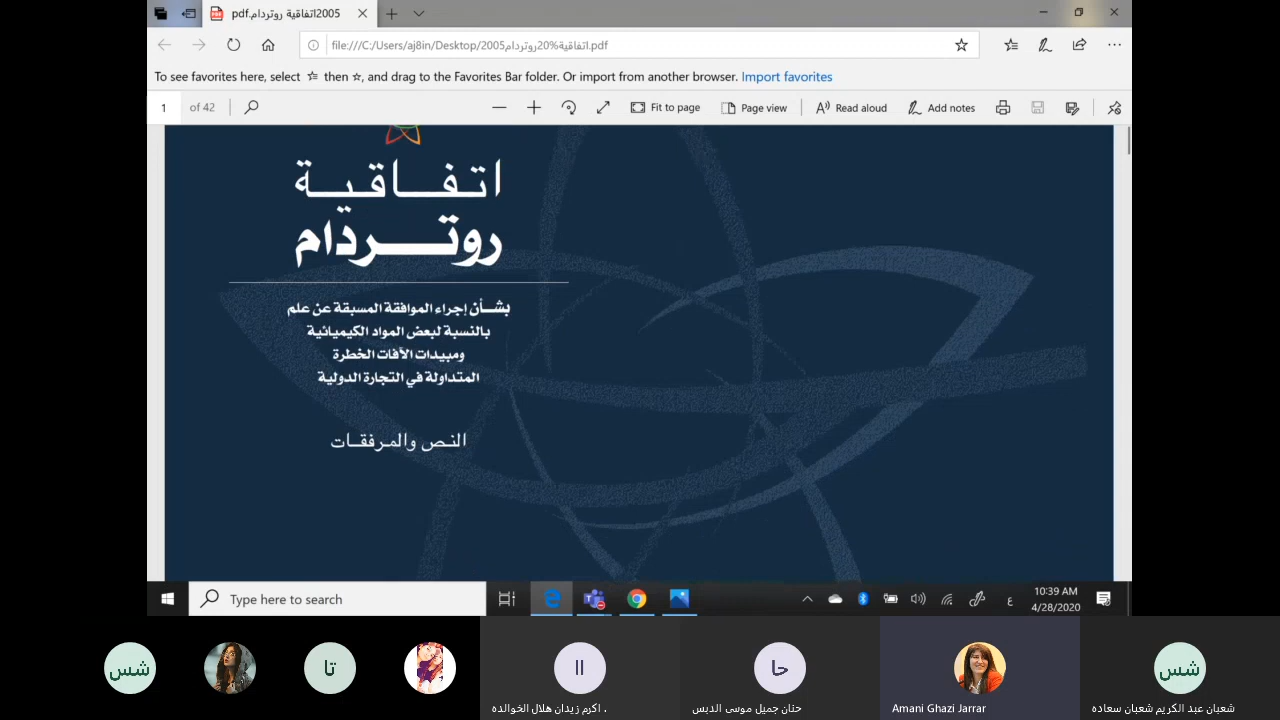 اتفاقية روتردام2005.pdf
file:///C:/Users/aj8in/Desktop/2005اتفاقية%20روتردام.pdf
To see favorites here, select then , and drag to the Favorites Bar folder. Or import from another browser. Import favorites
1 of 42 Fit to page Page view Read aloud Add notes
اتفاقية
روتردام
بشأن إجراء الموافقة المسبقة عن علم
بالنسبة لبعض المواد الكيميائية
ومبيدات الآفات الخطرة
المتداولة في التجارة الدولية
النص والمرفقات
Type here to search
ع
10:39 AM
4/28/2020
شس
تا
اا
حا
شس
اكرم زيدان هلال الخوالده .
حنان جميل موسى الدبس
Amani Ghazi Jarrar
شعبان عبد الكريم شعبان سعاده